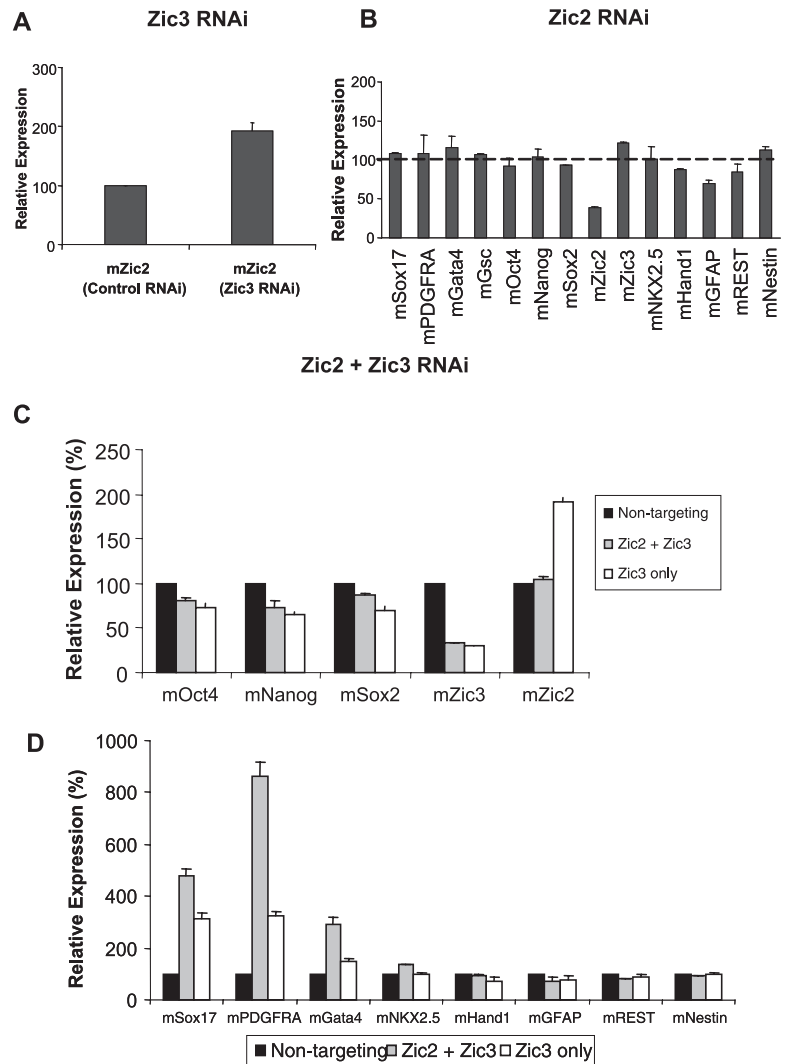 A
Zic3 RNAi
Relative Expression
300
200
100
0
mZic2
(Control RNAi)
mZic2
(Zic3 RNAi)
B
Zic2 RNAi
Relative Expression
200
150
100
50
0
mSox17
mPDGFRA
mGata4
mGsc
mOct4
mNanog
mSox2
mZic2
mZic3
mNKX2.5
mHand1
mGFAP
mREST
mNestin
Zic2 + Zic3 RNAi
C
Relative Expression (%)
250
200
150
100
50
0
mOct4
mNanog
mSox2
mZic3
mZic2
Non-targeting
Zic2 + Zic3
Zic3 only
D
Relative Expression (%)
1000
800
600
400
200
0
mSox17
mPDGFRA
mGata4
mNKX2.5
mHand1
mGFAP
mREST
mNestin
Non-targeting Zic2 + Zic3 Zic3 only